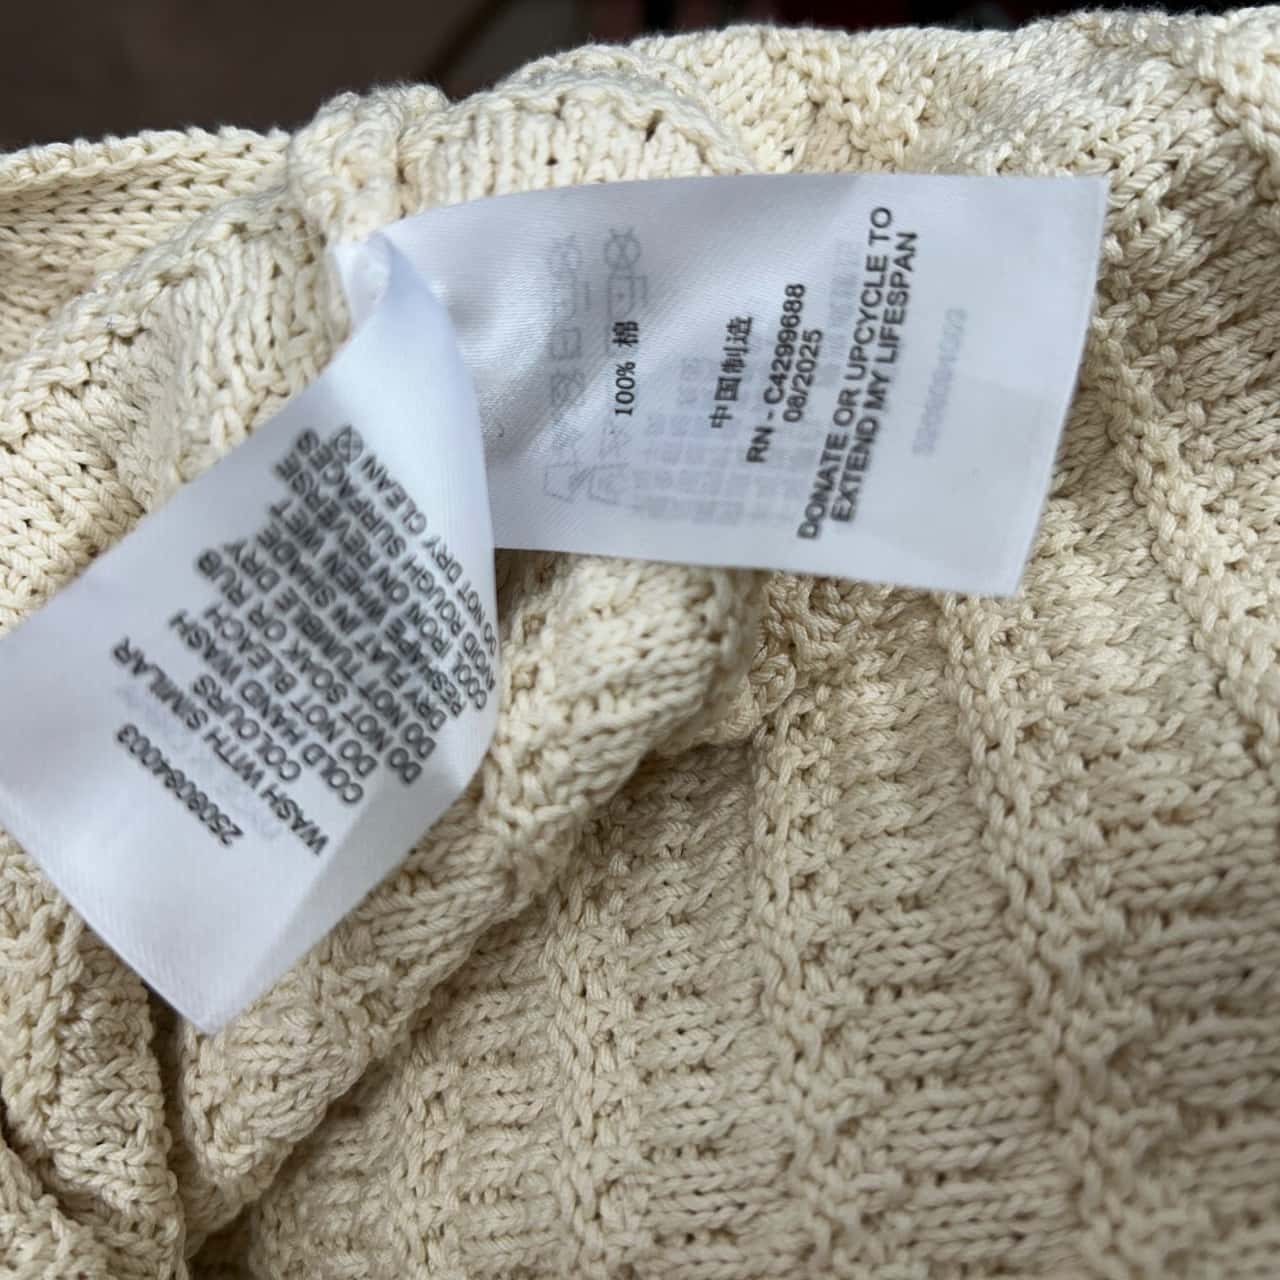 100% 棉
中国制造
RN - C4299688
08/2025
DONATE OR UPCYCLE TO
EXTEND MY LIFESPAN
25080984003
WASH WITH SIMILAR
COLOURS
COLD HAND WASH
DO NOT BLEACH
DO NOT SOAK OR RUB
DO NOT TUMBLE DRY
DRY FLAT IN SHADE
RESHAPE WHEN WET
COOL IRON ON REVERSE
AVOID ROUGH SURFACES
DO NOT DRY CLEAN